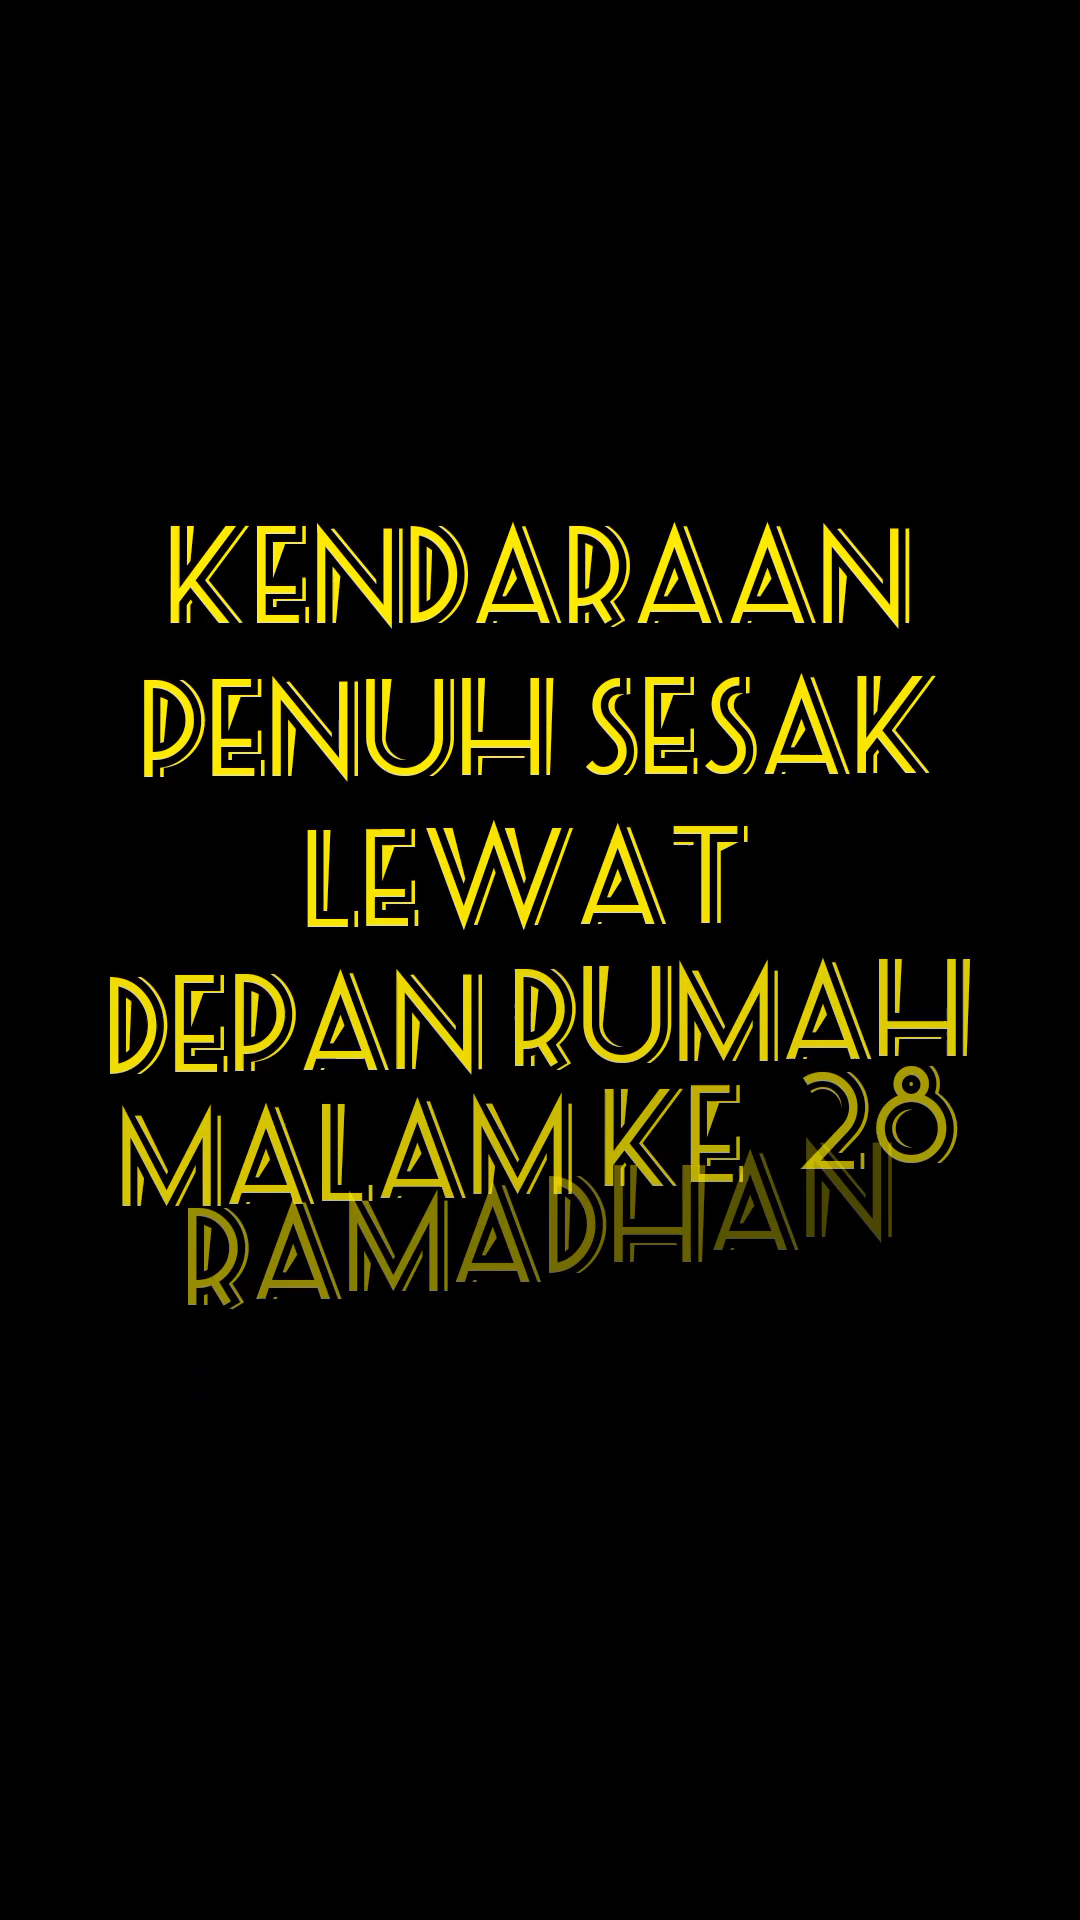 KENDARAAN
PENUH SESAK
LEWAT
DEPAN RUMAH
MALAM KE 28
RAMADHAN